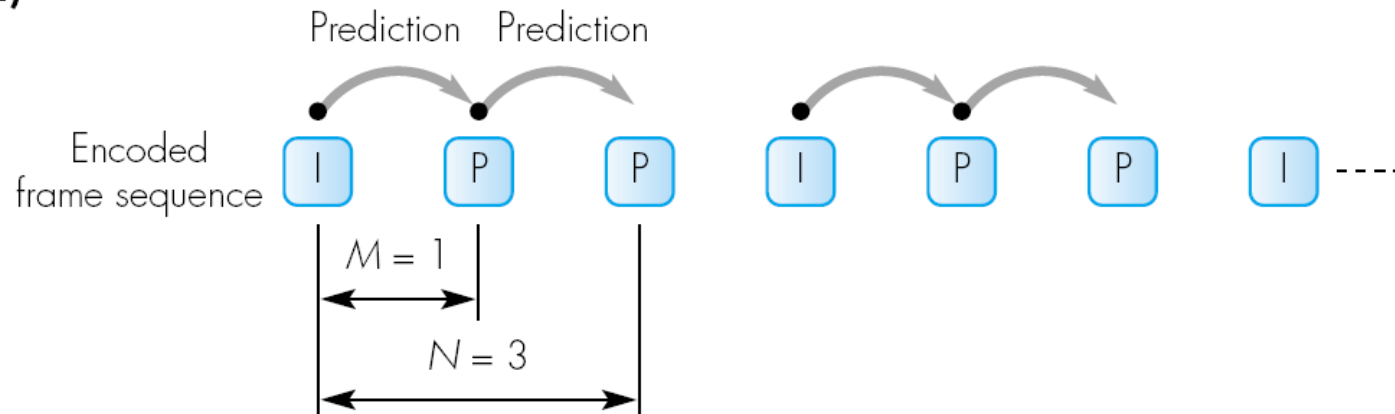 Prediction Prediction
Encoded
frame sequence
I P P I P P I
M = 1
N = 3